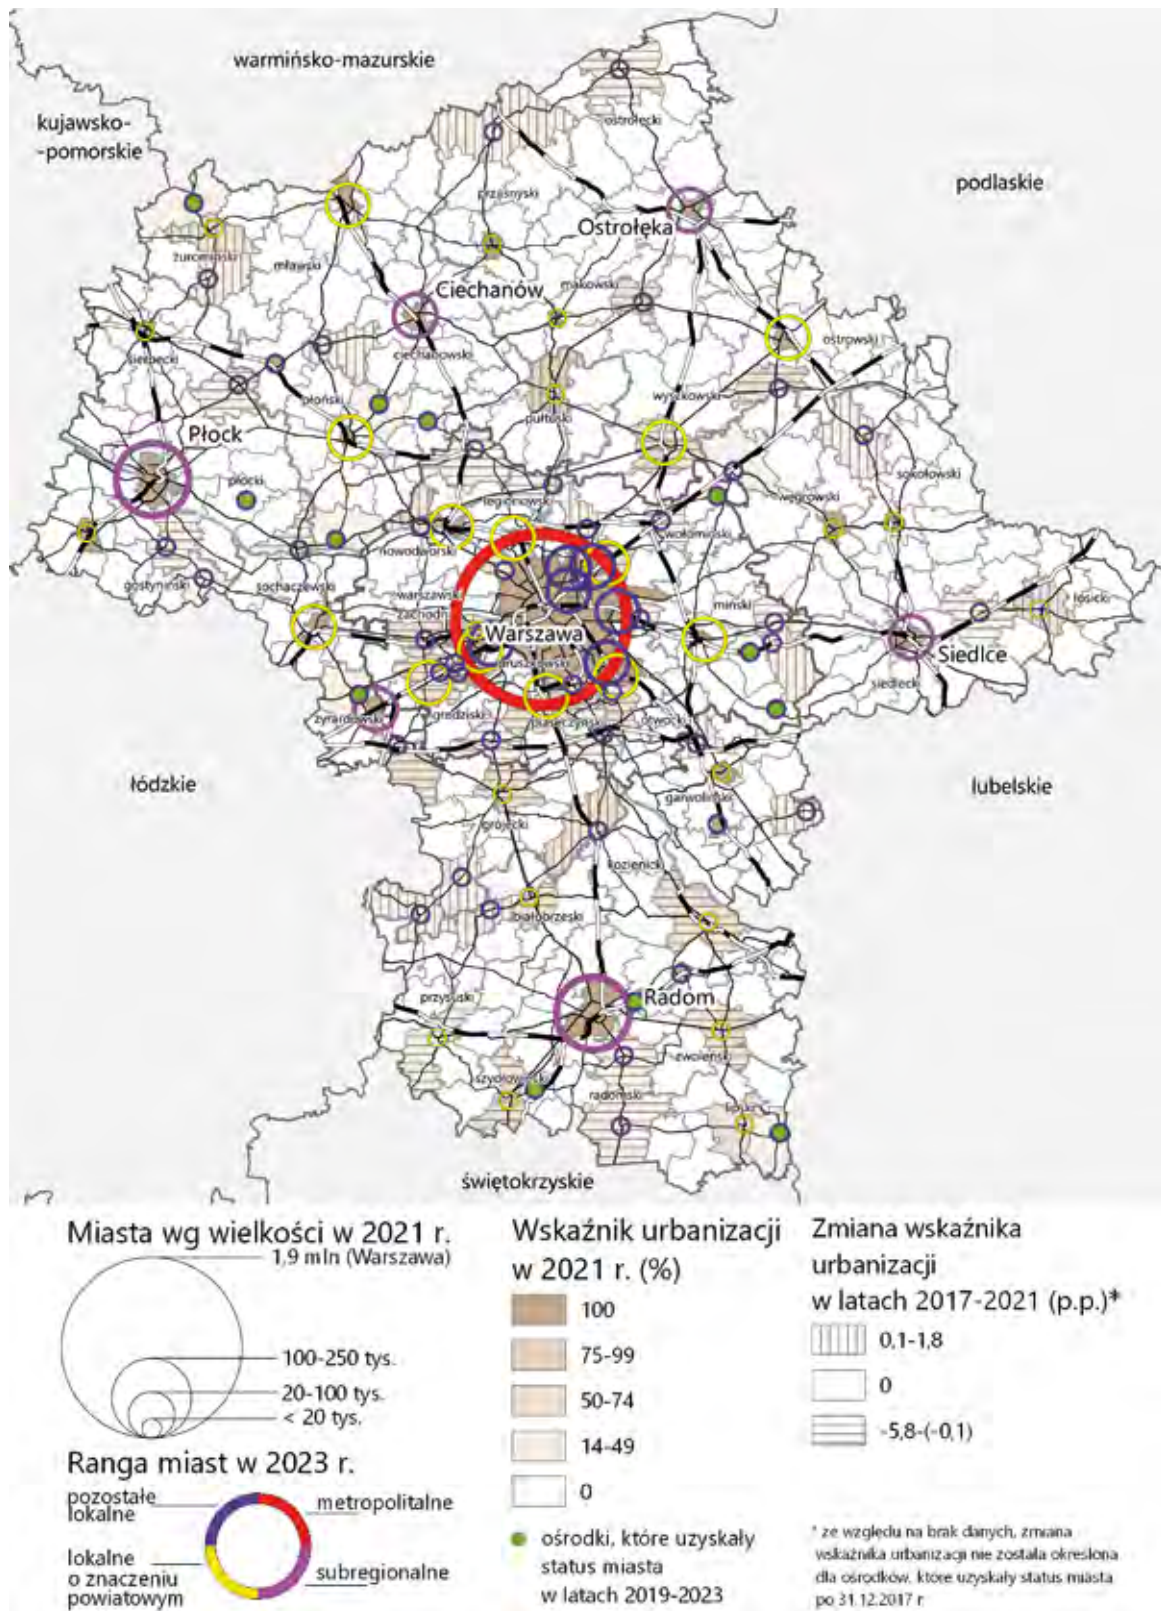 warmińsko-mazurskie
kujawsko-
-pomorskie
podlaskie
ostrołęcki
przasnyski
Ostrołęka
żuromiński
mławski
Ciechanów
makowski
sierpecki
ciechanowski
ostrowski
płoński
wyszkowski
pułtuski
Płock
płocki
sokołowski
legionowski
węgrowski
nowodworski
wołomiński
gostyniński
sochaczewski
warszawski
zachodni
miński
łosicki
Warszawa
Siedlce
pruszkowski
siedlecki
żyrardowski
grodziski
piaseczyński
otwocki
łódzkie
lubelskie
garwoliński
grójecki
kozienicki
białobrzeski
przysuski
Radom
zwoleński
szydłowiecki
radomski
lipski
świętokrzyskie
Miasta wg wielkości w 2021 r.
1,9 mln (Warszawa)
100-250 tys.
20-100 tys.
< 20 tys.
Ranga miast w 2023 r.
pozostałe
lokalne
metropolitalne
lokalne
o znaczeniu
powiatowym
subregionalne
Wskaźnik urbanizacji
w 2021 r. (%)
100
75-99
50-74
14-49
0
ośrodki, które uzyskały
status miasta
w latach 2019-2023
Zmiana wskaźnika
urbanizacji
w latach 2017-2021 (p.p.)*
0,1-1,8
0
-5,8-(-0,1)
* ze względu na brak danych, zmiana
wskaźnika urbanizacji nie została określona
dla ośrodków, które uzyskały status miasta
po 31.12.2017 r